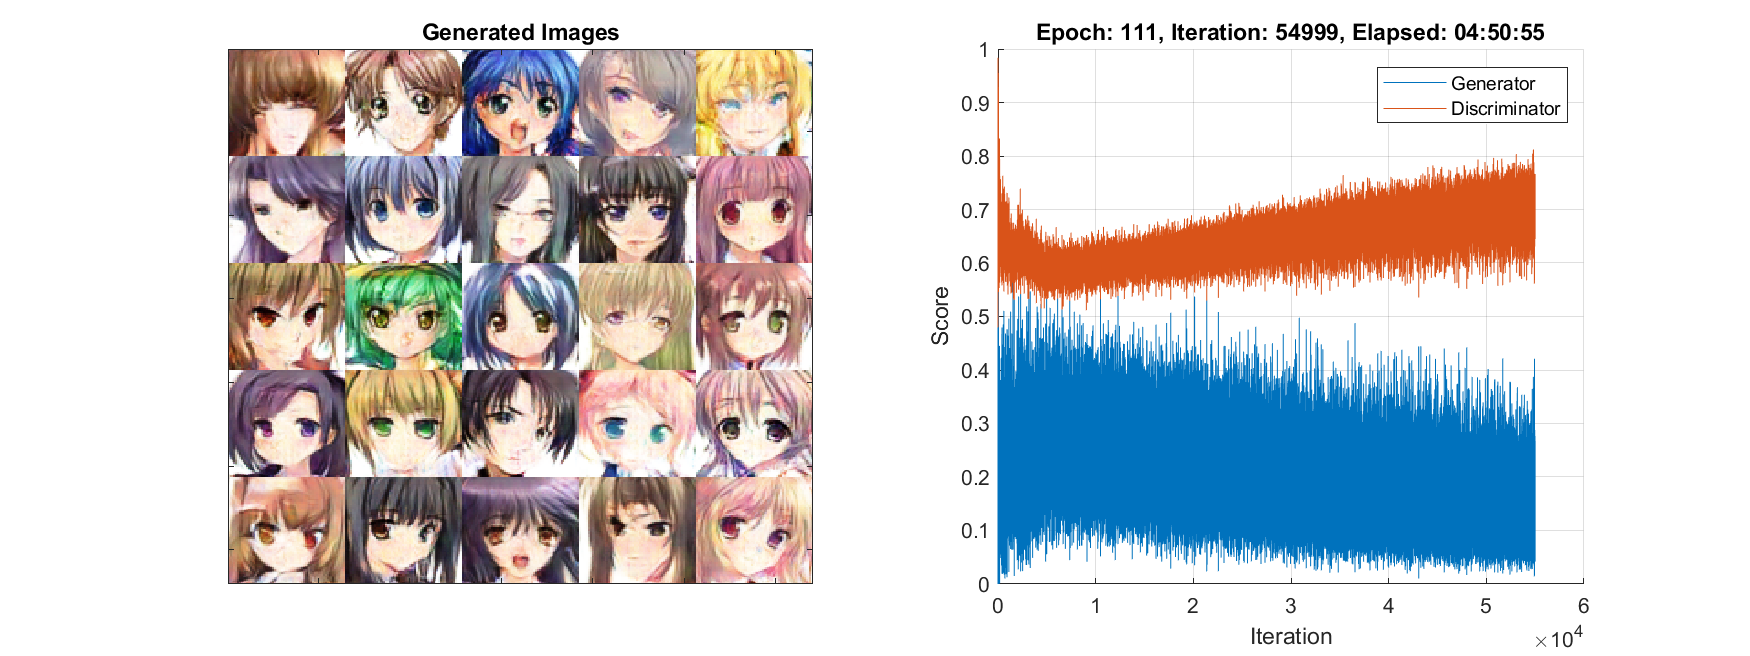 Generated Images
Epoch: 111, Iteration: 54999, Elapsed: 04:50:55
Generator
Discriminator
1
0.9
0.8
0.7
0.6
0.5
0.4
0.3
0.2
0.1
0
Score
0 1 2 3 4 5 6
Iteration
×10^4